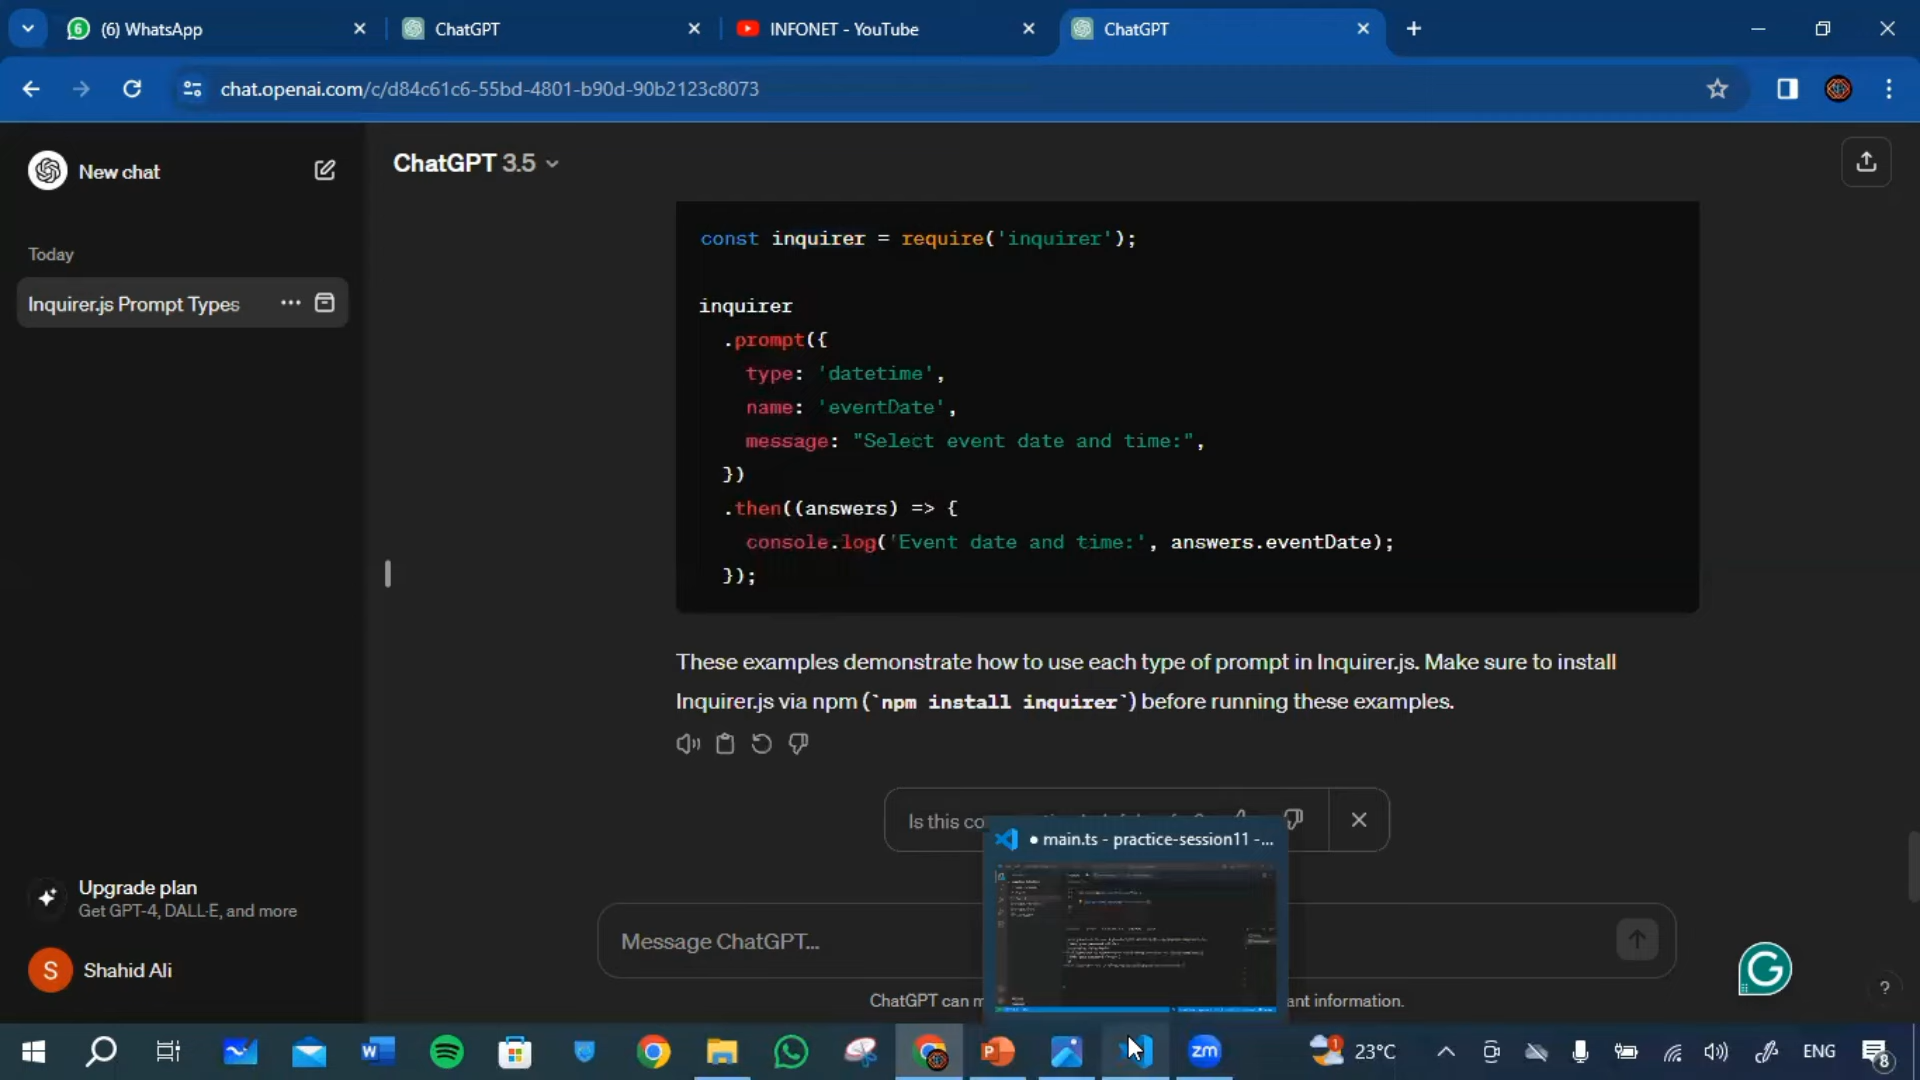 (6) WhatsApp
ChatGPT
INFONET - YouTube
ChatGPT
chat.openai.com/c/d84c61c6-55bd-4801-b90d-90b2123c8073
New chat
ChatGPT 3.5
Today
Inquirer.js Prompt Types
const inquirer = require('inquirer');
inquirer
.prompt({
type: 'datetime',
name: 'eventDate',
message: "Select event date and time:",
})
.then((answers) => {
console.log('Event date and time:', answers.eventDate);
});
These examples demonstrate how to use each type of prompt in Inquirer.js. Make sure to install
Inquirer.js via npm (`npm install inquirer`) before running these examples.
Is this co
main.ts - practice-session11 -...
Upgrade plan
Get GPT-4, DALL·E, and more
Message ChatGPT...
S
Shahid Ali
ChatGPT can m
ant information.
?
zm
23°C
ENG
8